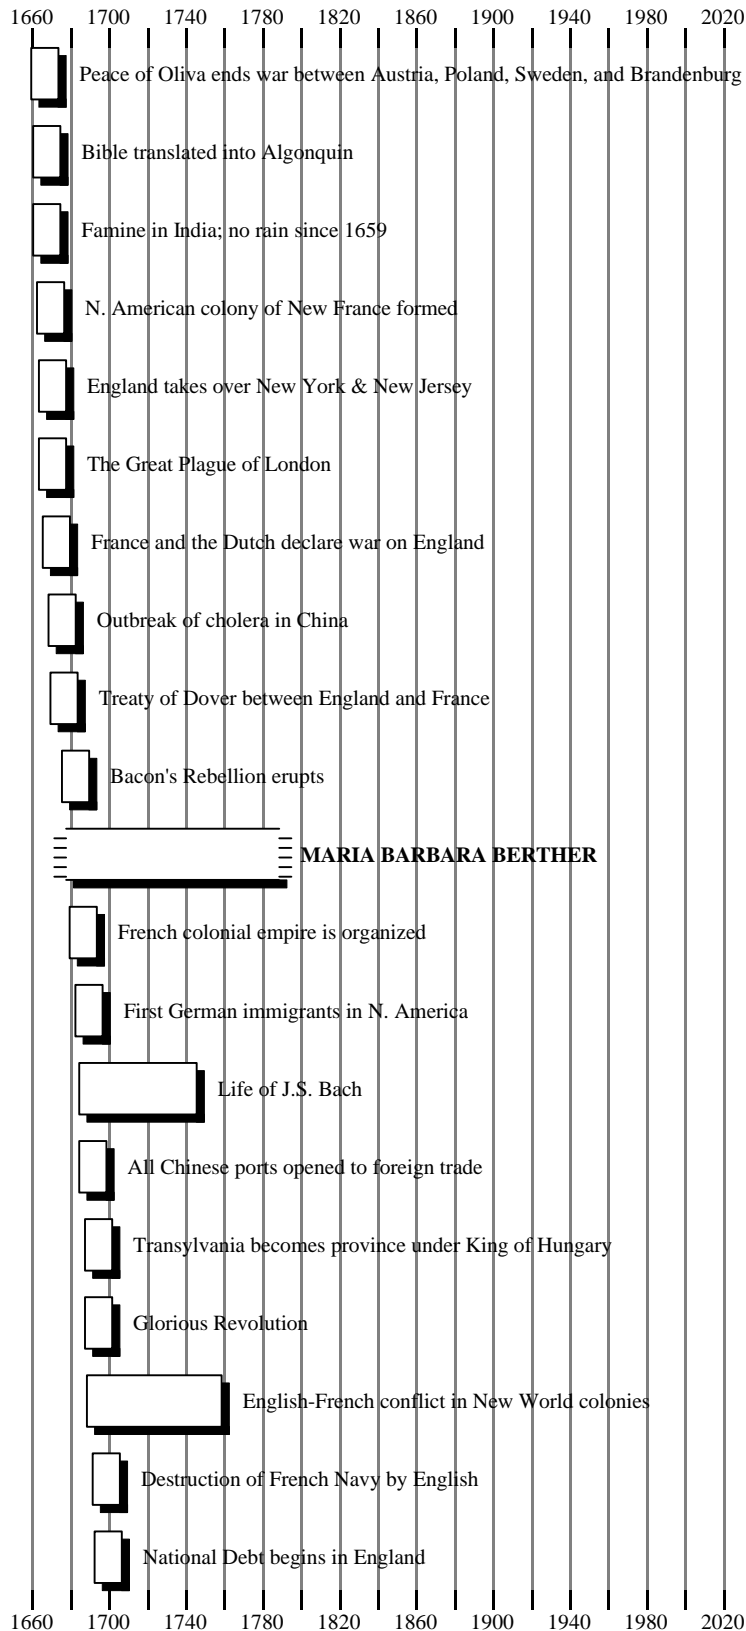 1660 1700 1740 1780 1820 1860 1900 1940 1980 2020
Peace of Oliva ends war between Austria, Poland, Sweden, and Brandenburg
Bible translated into Algonquin
Famine in India; no rain since 1659
N. American colony of New France formed
England takes over New York & New Jersey
The Great Plague of London
France and the Dutch declare war on England
Outbreak of cholera in China
Treaty of Dover between England and France
Bacon's Rebellion erupts
MARIA BARBARA BERTHER
French colonial empire is organized
First German immigrants in N. America
Life of J.S. Bach
All Chinese ports opened to foreign trade
Transylvania becomes province under King of Hungary
Glorious Revolution
English-French conflict in New World colonies
Destruction of French Navy by English
National Debt begins in England
1660 1700 1740 1780 1820 1860 1900 1940 1980 2020